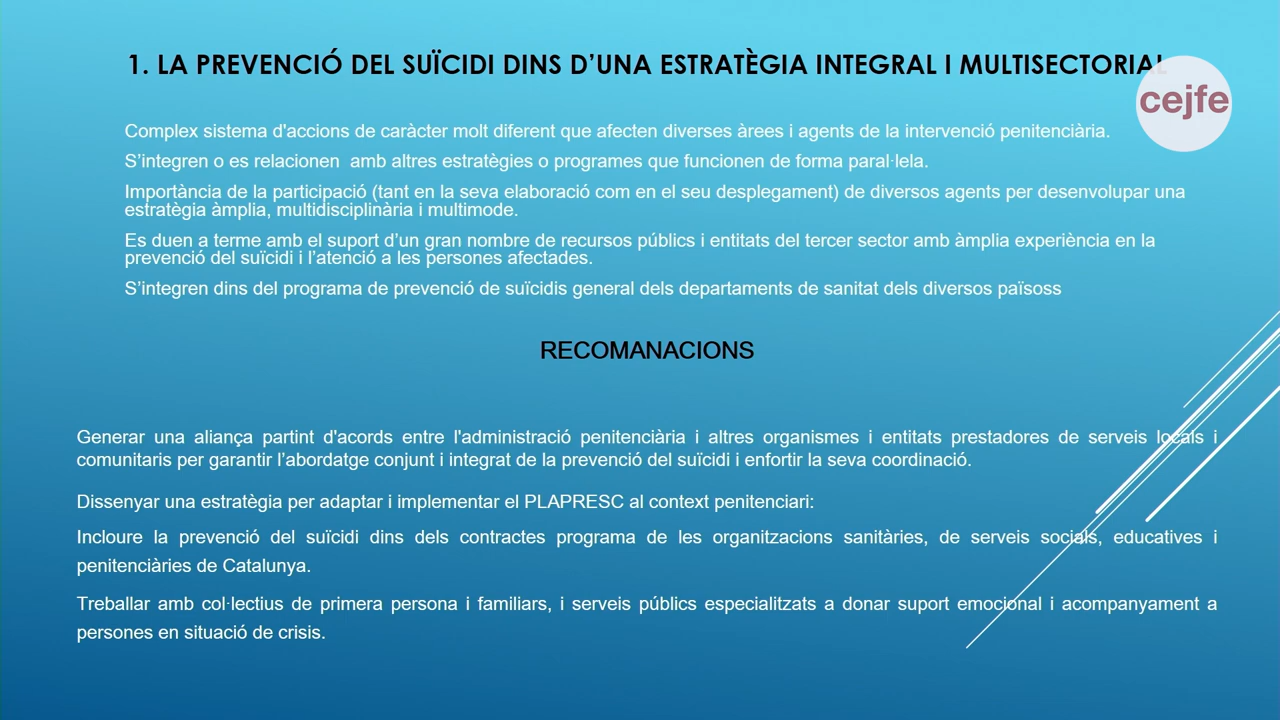 1. LA PREVENCIÓ DEL SUÏCIDI DINS D'UNA ESTRATÈGIA INTEGRAL I MULTISECTORIAL
cejfe
Complex sistema d'accions de caràcter molt diferent que afecten diverses àrees i agents de la intervenció penitenciària.
S'integren o es relacionen  amb altres estratègies o programes que funcionen de forma paral·lela.
Importància de la participació (tant en la seva elaboració com en el seu desplegament) de diversos agents per desenvolupar una
estratègia àmplia, multidisciplinària i multimode.
Es duen a terme amb el suport d'un gran nombre de recursos públics i entitats del tercer sector amb àmplia experiència en la
prevenció del suïcidi i l'atenció a les persones afectades.
S'integren dins del programa de prevenció de suïcidis general dels departaments de sanitat dels diversos païsoss
RECOMANACIONS
Generar una aliança partint d'acords entre l'administració penitenciària i altres organismes i entitats prestadores de serveis locals i
comunitaris per garantir l'abordatge conjunt i integrat de la prevenció del suïcidi i enfortir la seva coordinació.
Dissenyar una estratègia per adaptar i implementar el PLAPRESC al context penitenciari:
Incloure la prevenció del suïcidi dins dels contractes programa de les organitzacions sanitàries, de serveis socials, educatives i
penitenciàries de Catalunya.
Treballar amb col·lectius de primera persona i familiars, i serveis públics especialitzats a donar suport emocional i acompanyament a
persones en situació de crisis.